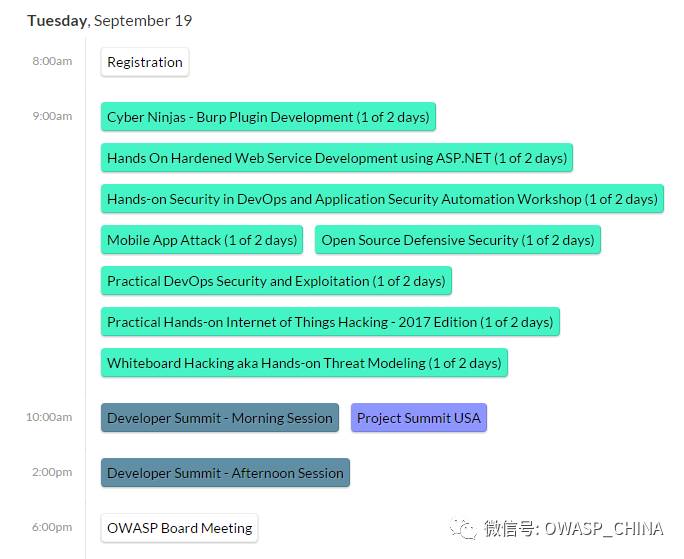 Tuesday, September 19
8:00am Registration
9:00am Cyber Ninjas - Burp Plugin Development (1 of 2 days)
Hands On Hardened Web Service Development using ASP.NET (1 of 2 days)
Hands-on Security in DevOps and Application Security Automation Workshop (1 of 2 days)
Mobile App Attack (1 of 2 days) Open Source Defensive Security (1 of 2 days)
Practical DevOps Security and Exploitation (1 of 2 days)
Practical Hands-on Internet of Things Hacking - 2017 Edition (1 of 2 days)
Whiteboard Hacking aka Hands-on Threat Modeling (1 of 2 days)
10:00am Developer Summit - Morning Session Project Summit USA
2:00pm Developer Summit - Afternoon Session
6:00pm OWASP Board Meeting
微信号: OWASP_CHINA